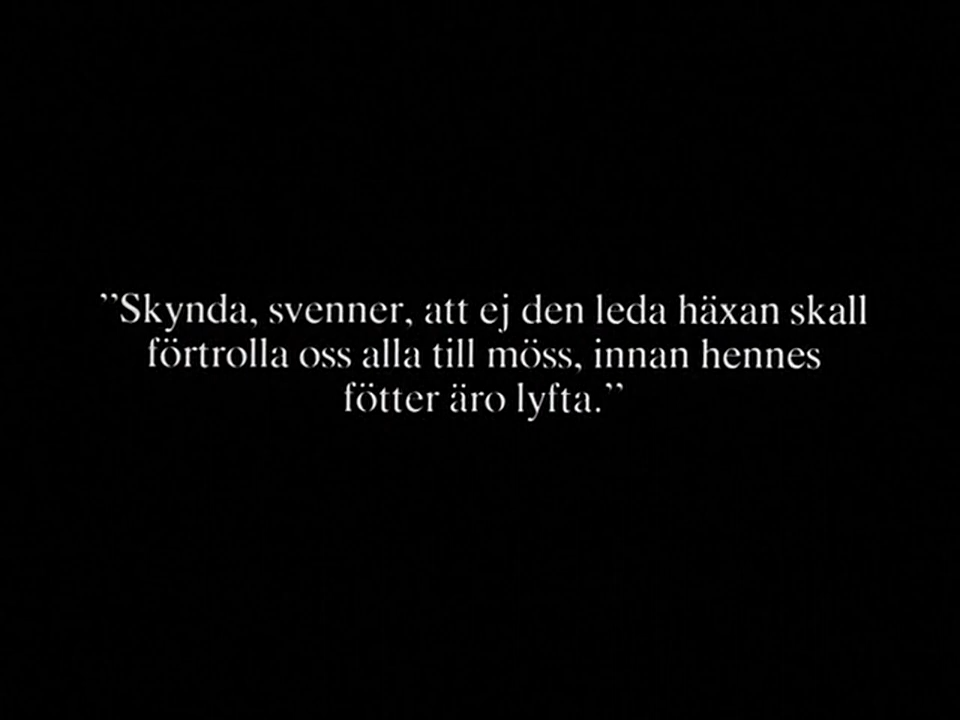 ”Skynda, svenner, att ej den leda häxan skall
förtrolla oss alla till möss, innan hennes
fötter äro lyfta.”